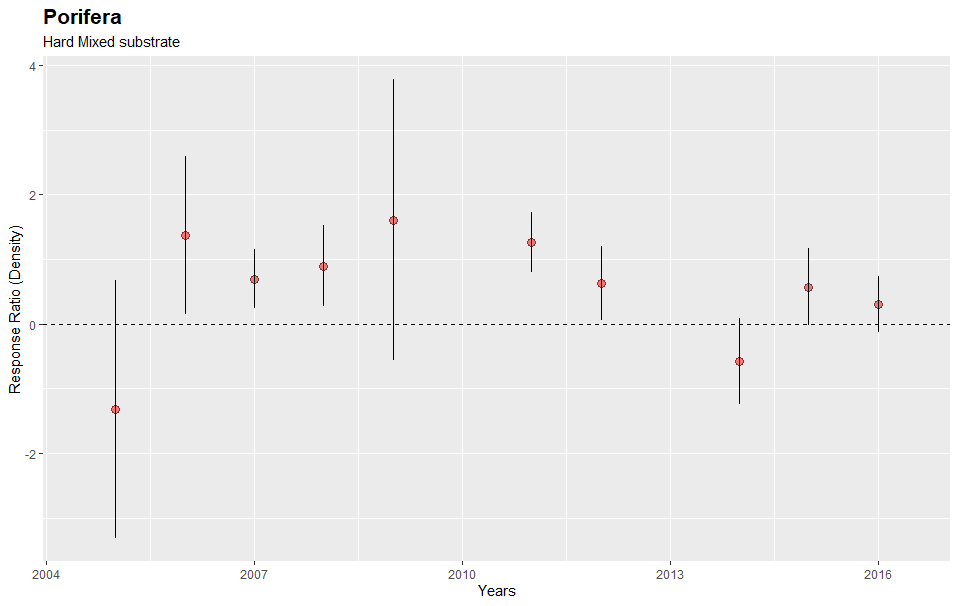 Porifera
Hard Mixed substrate
Response Ratio (Density)
4
2
0
-2
2004 2007 2010 2013 2016
Years